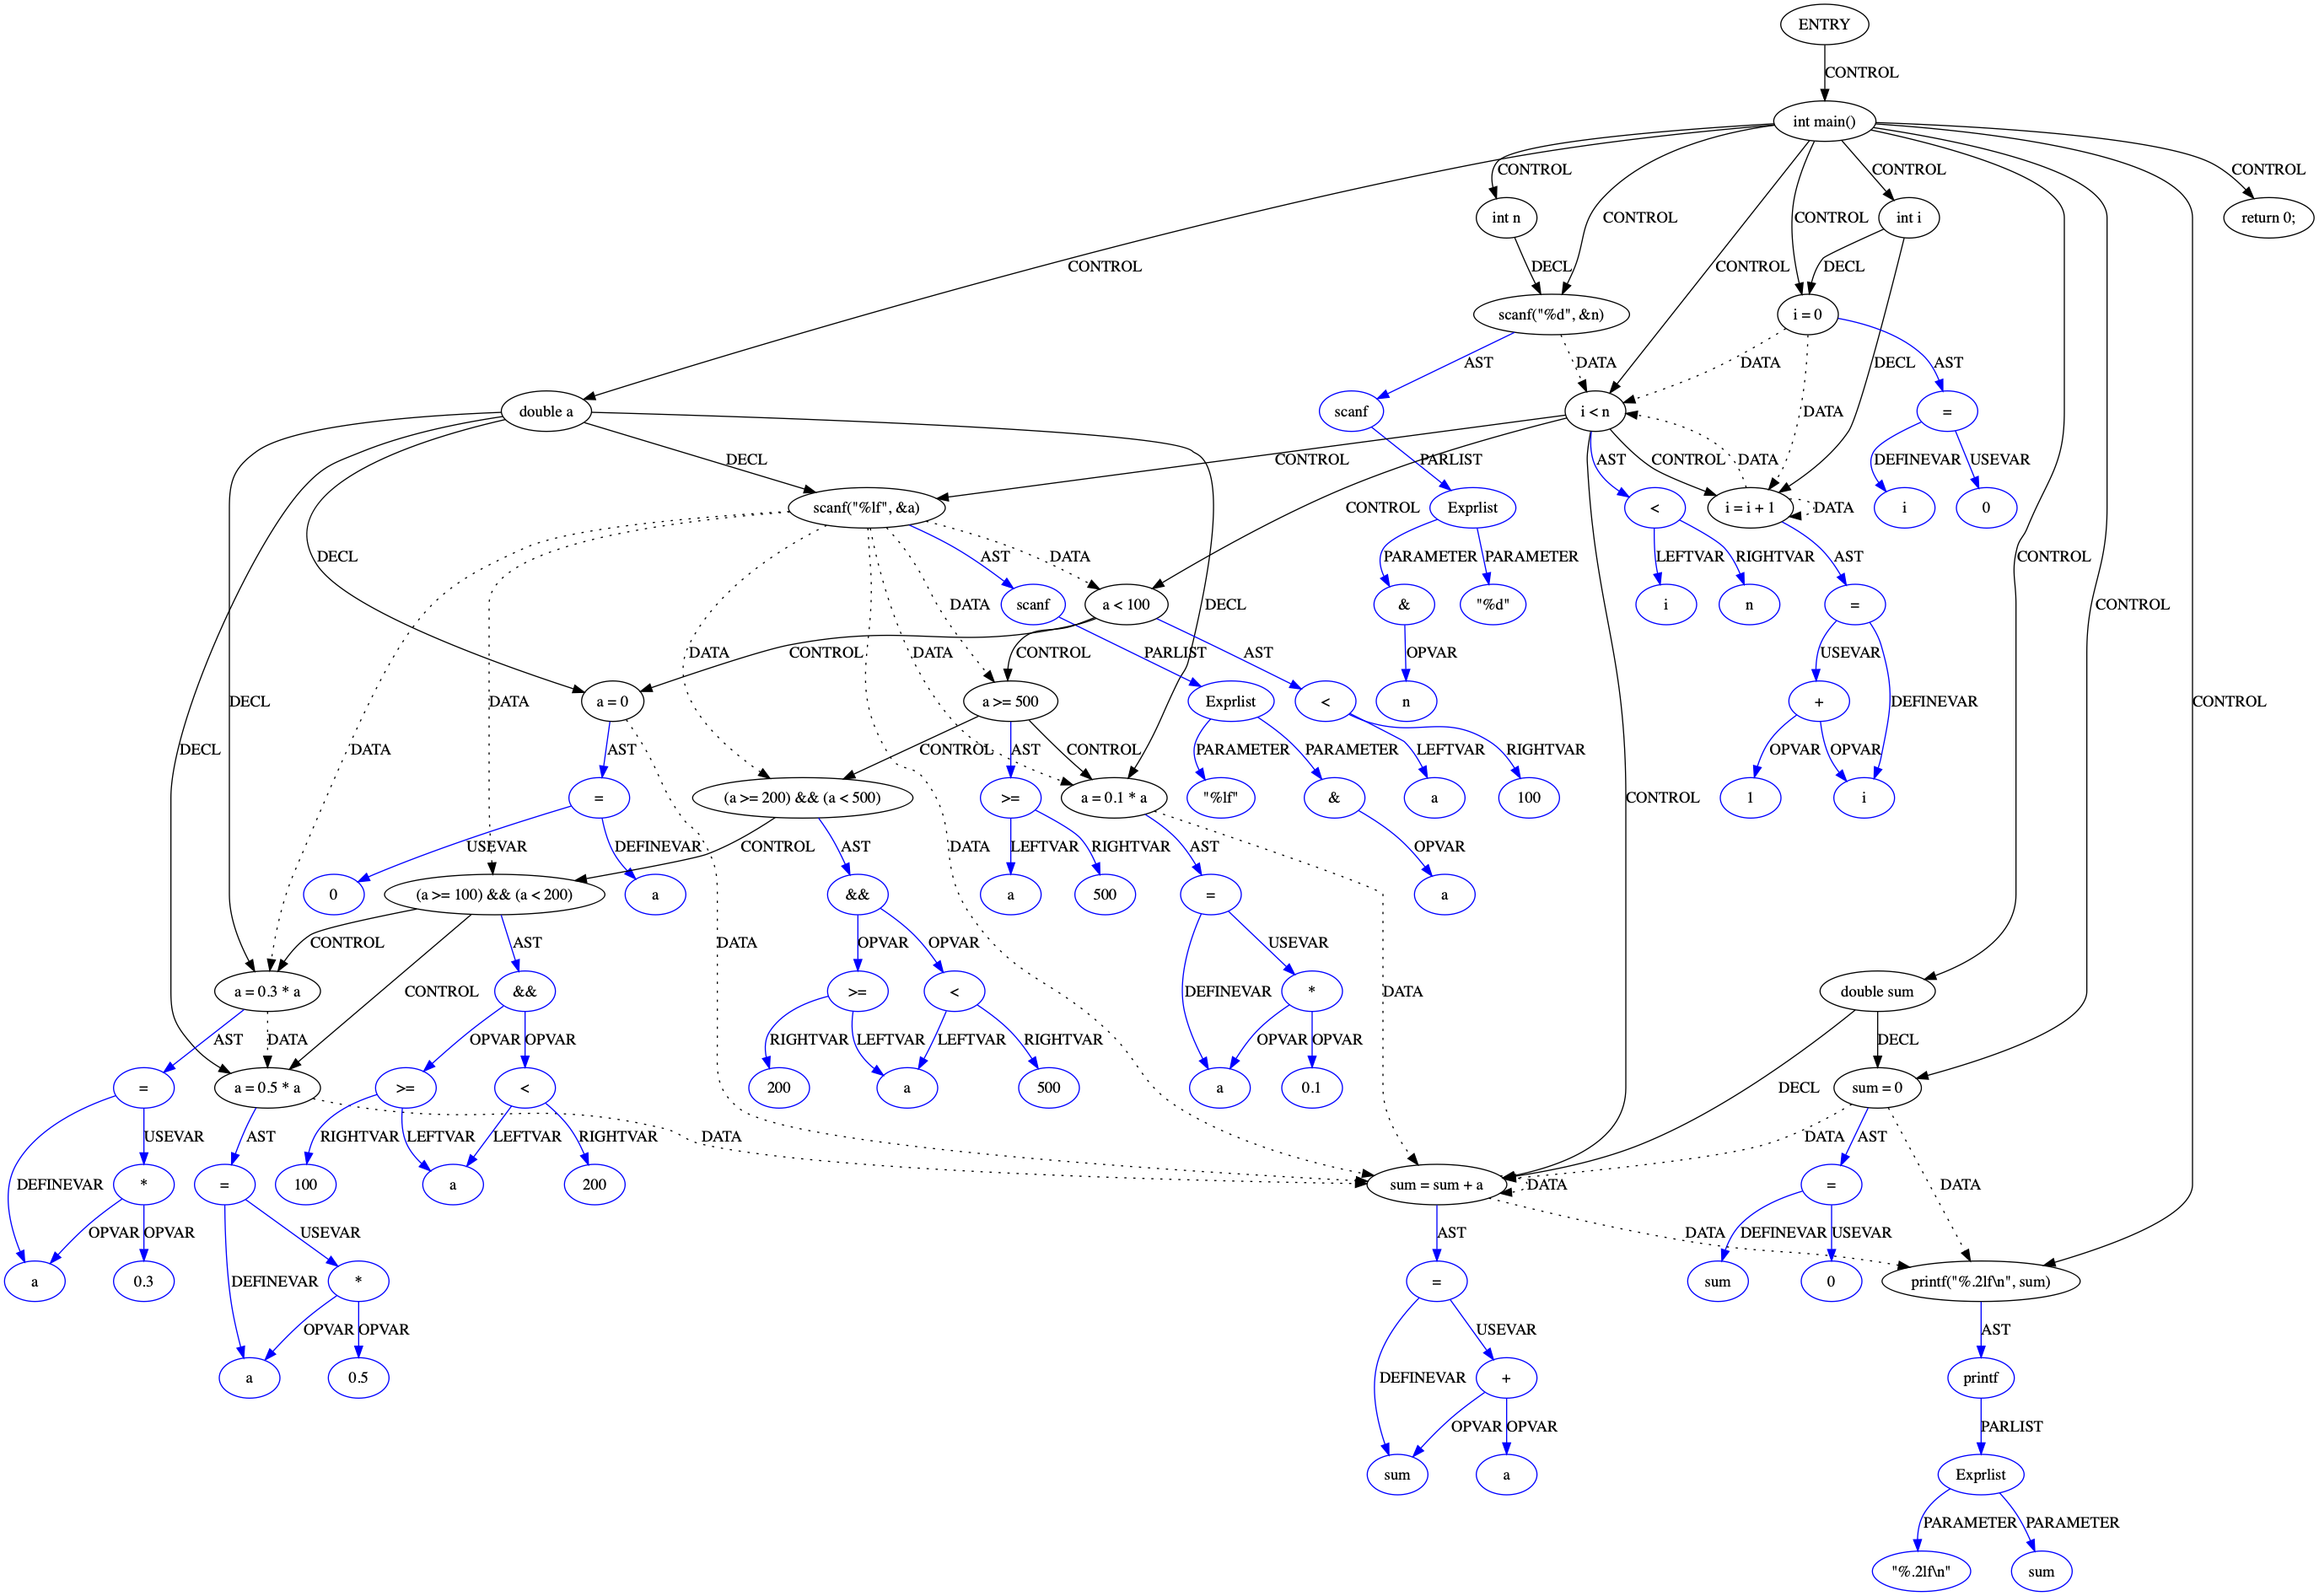 ENTRY
CONTROL
int main()
CONTROL
CONTROL
CONTROL
CONTROL
int n
int i
return 0;
CONTROL
DECL
CONTROL
DECL
scanf("%d", &n)
i = 0
AST
DATA
DATA
DECL
AST
double a
scanf
i < n
=
DECL
CONTROL
PARLIST
AST
CONTROL
DATA
DATA
DEFINEVAR
USEVAR
scanf("%lf", &a)
Exprlist
<
i = i + 1
DATA
i
0
DECL
AST
DATA
CONTROL
PARAMETER
PARAMETER
LEFTVAR
RIGHTVAR
AST
CONTROL
scanf
a < 100
DECL
&
"%d"
i
n
=
CONTROL
DATA
CONTROL
CONTROL
DATA
PARLIST
AST
OPVAR
USEVAR
DECL
DATA
DATA
a = 0
a >= 500
Exprlist
<
n
+
DEFINEVAR
CONTROL
DECL
DATA
AST
CONTROL
AST
CONTROL
PARAMETER
PARAMETER
LEFTVAR
RIGHTVAR
OPVAR
OPVAR
=
(a >= 200) && (a < 500)
>=
a = 0.1 * a
"%lf"
&
a
100
1
i
CONTROL
USEVAR
DEFINEVAR
CONTROL
AST
DATA
LEFTVAR
RIGHTVAR
AST
OPVAR
0
(a >= 100) && (a < 200)
a
&&
a
500
=
a
CONTROL
AST
DATA
OPVAR
OPVAR
USEVAR
a = 0.3 * a
CONTROL
&&
>=
<
DEFINEVAR
*
DATA
double sum
AST
DATA
OPVAR
OPVAR
RIGHTVAR
LEFTVAR
LEFTVAR
RIGHTVAR
OPVAR
OPVAR
DECL
=
a = 0.5 * a
>=
<
200
a
500
a
0.1
DECL
sum = 0
USEVAR
AST
RIGHTVAR
LEFTVAR
LEFTVAR
RIGHTVAR
DATA
DATA
AST
DEFINEVAR
*
=
100
a
200
sum = sum + a
DATA
=
DATA
OPVAR
OPVAR
USEVAR
AST
DATA
DEFINEVAR
USEVAR
a
0.3
DEFINEVAR
*
=
sum
0
printf("%.2lf\n", sum)
OPVAR
OPVAR
USEVAR
AST
a
0.5
DEFINEVAR
+
printf
OPVAR
OPVAR
PARLIST
sum
a
Exprlist
PARAMETER
PARAMETER
"%.2lf\n"
sum